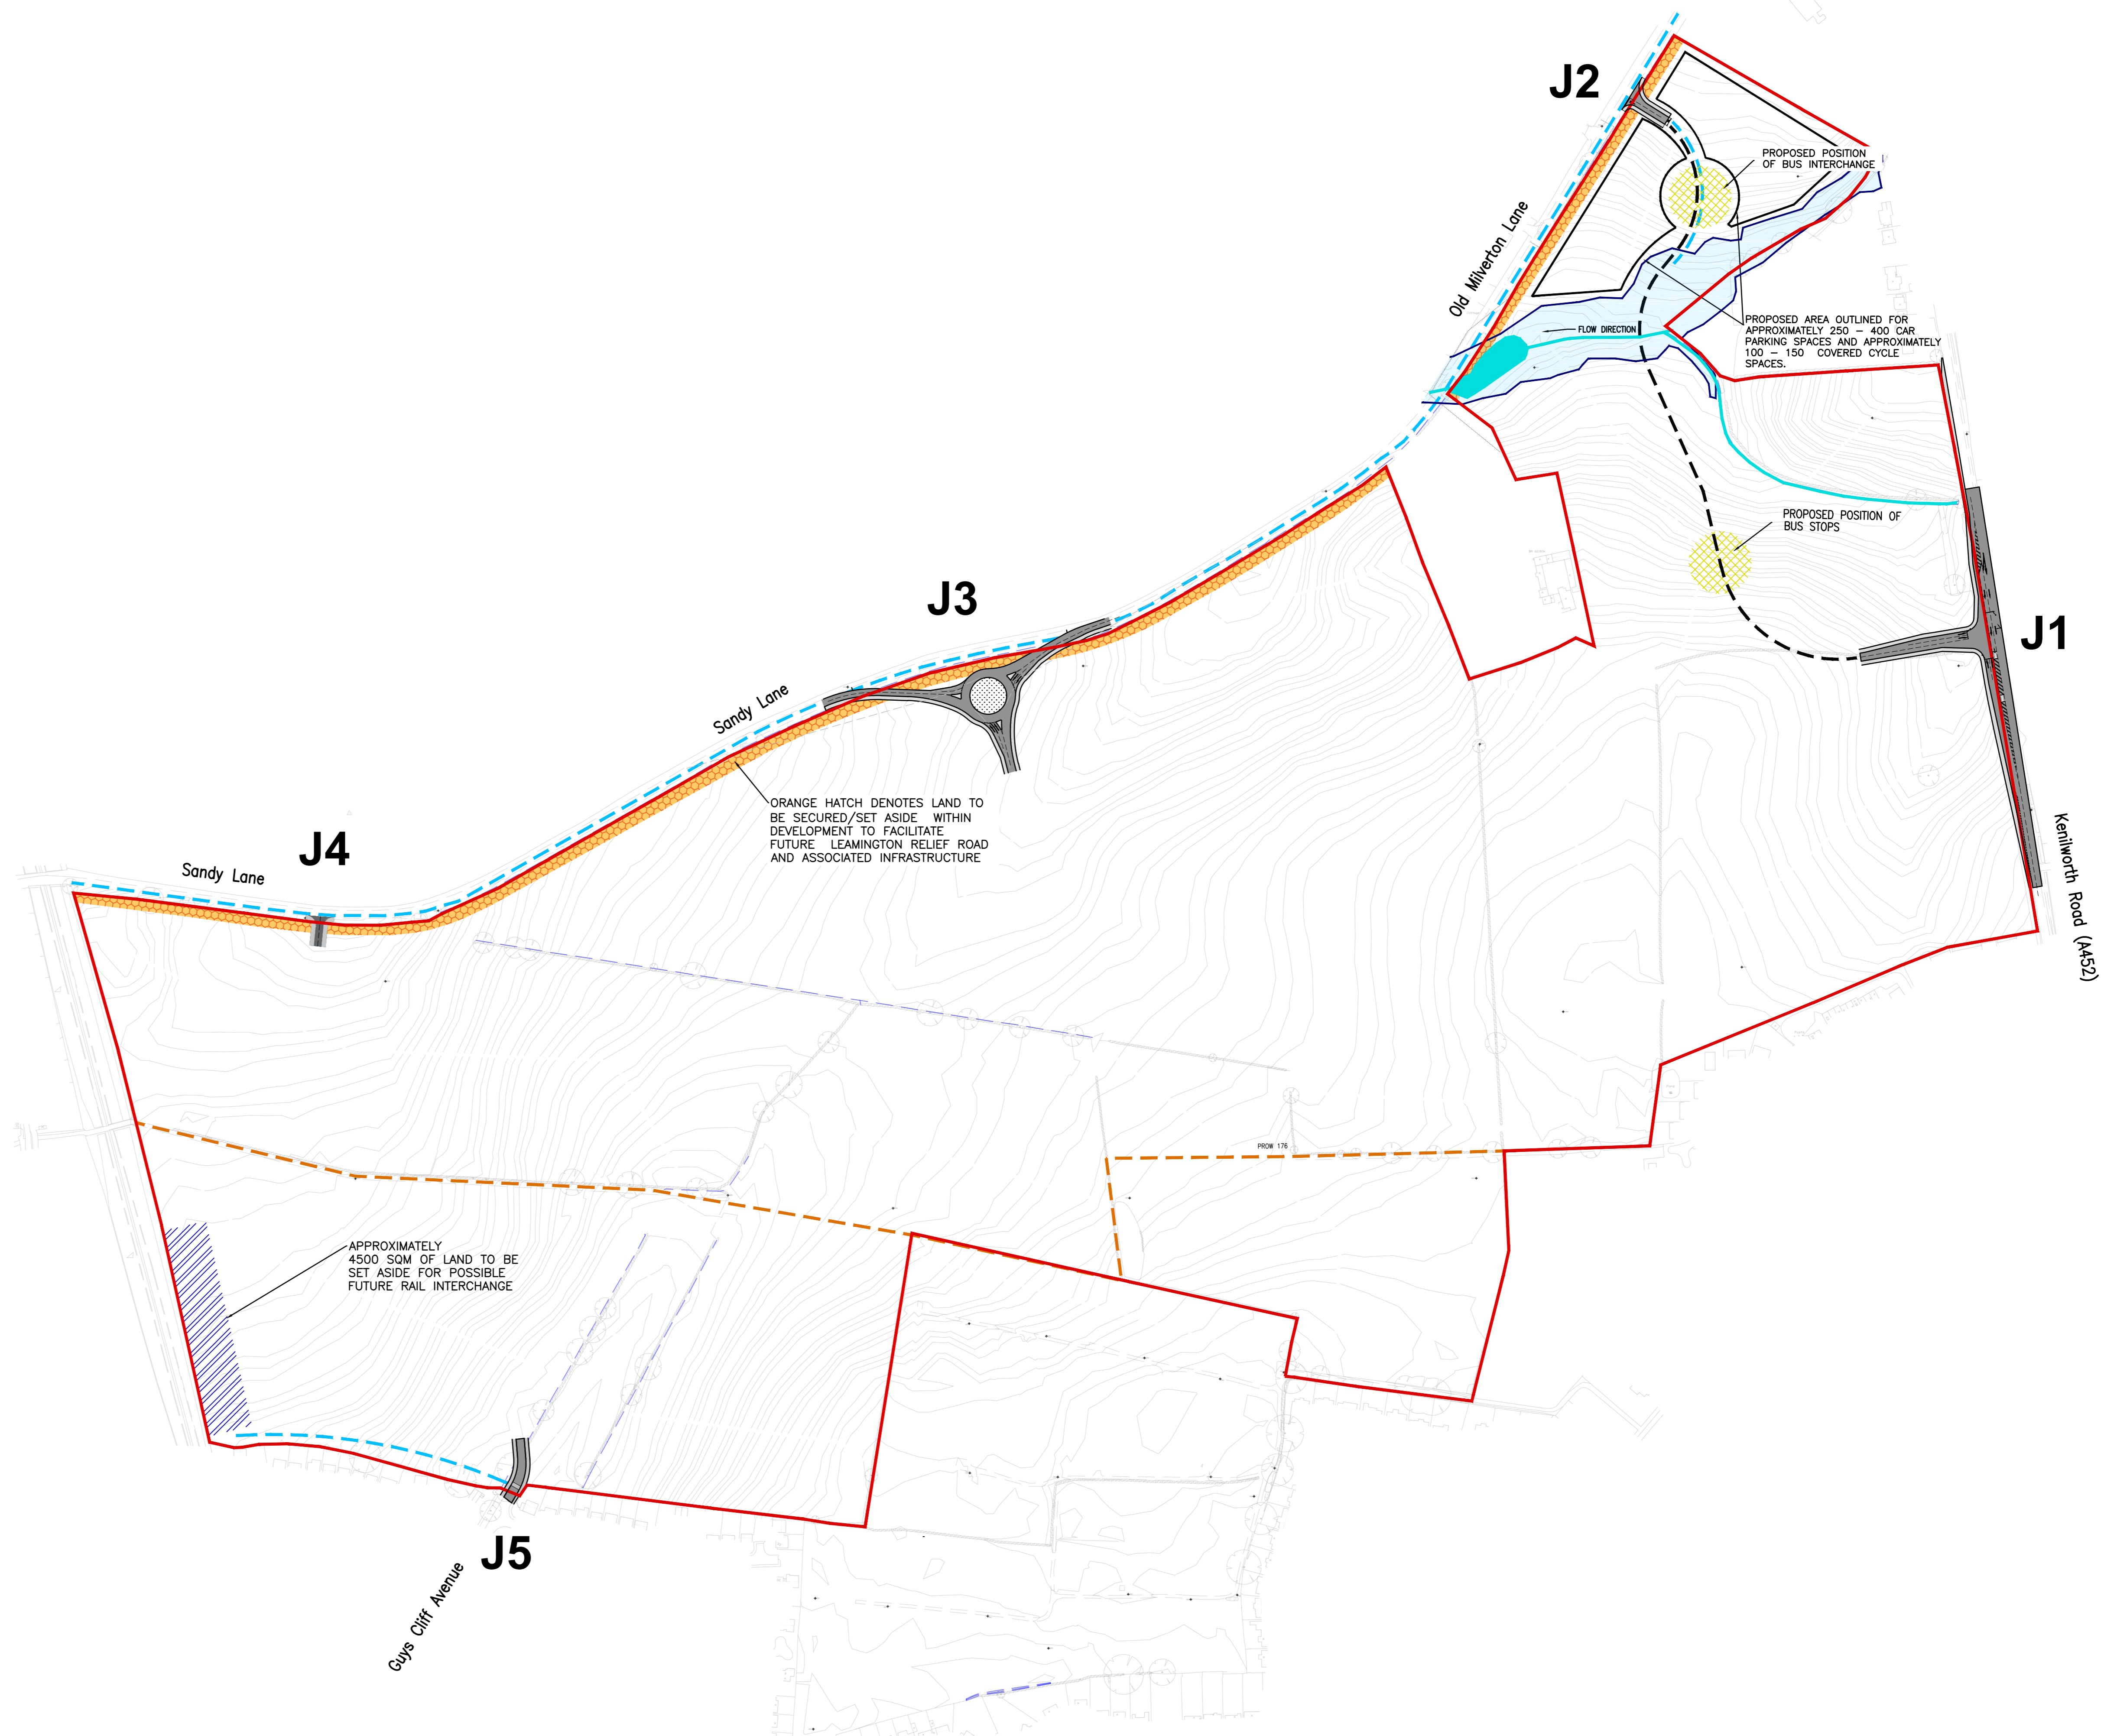 J2
PROPOSED POSITION
OF BUS INTERCHANGE
Old Milverton Lane
FLOW DIRECTION
PROPOSED AREA OUTLINED FOR
APPROXIMATELY 250 - 400 CAR
PARKING SPACES AND APPROXIMATELY
100 - 150 COVERED CYCLE
SPACES.
PROPOSED POSITION OF
BUS STOPS
J3
J1
Sandy Lane
ORANGE HATCH DENOTES LAND TO
BE SECURED/SET ASIDE WITHIN
DEVELOPMENT TO FACILITATE
FUTURE LEAMINGTON RELIEF ROAD
AND ASSOCIATED INFRASTRUCTURE
J4
Sandy Lane
Kenilworth Road (A452)
PROW 176
APPROXIMATELY
4500 SQM OF LAND TO BE
SET ASIDE FOR POSSIBLE
FUTURE RAIL INTERCHANGE
J5
Guys Cliff Avenue